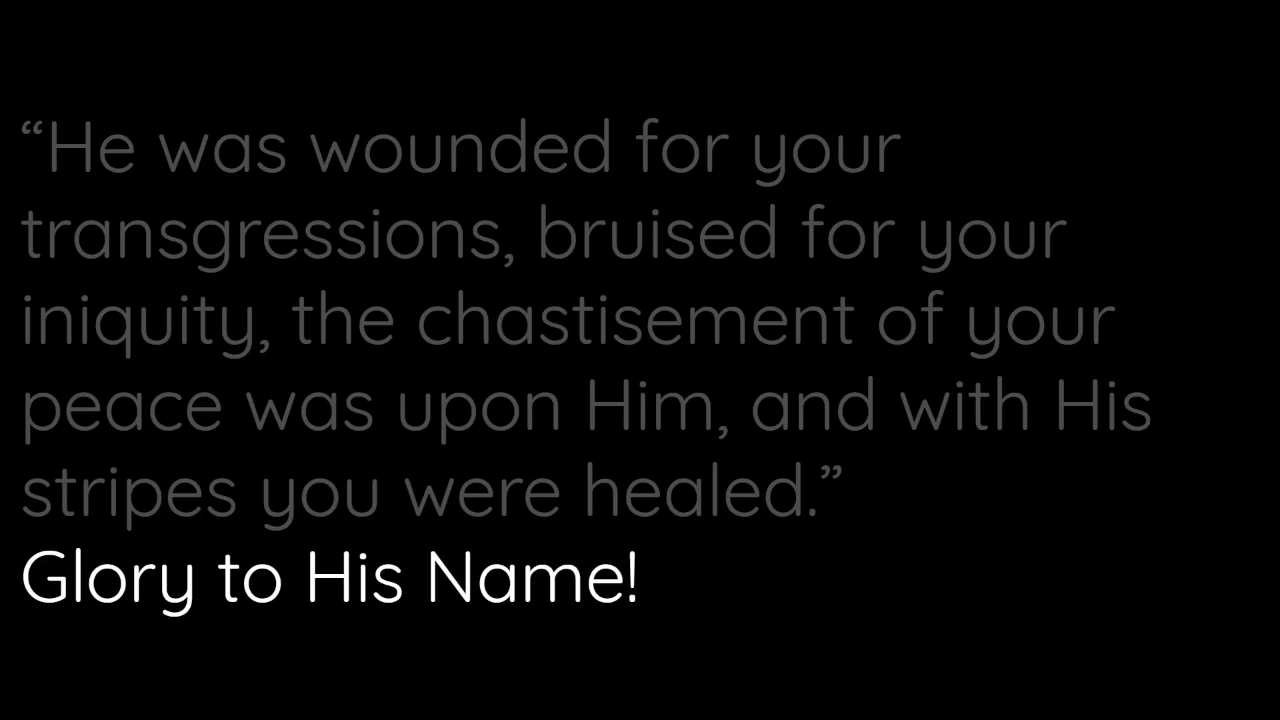 “He was wounded for your
transgressions, bruised for your
iniquity, the chastisement of your
peace was upon Him, and with His
stripes you were healed.”
Glory to His Name!